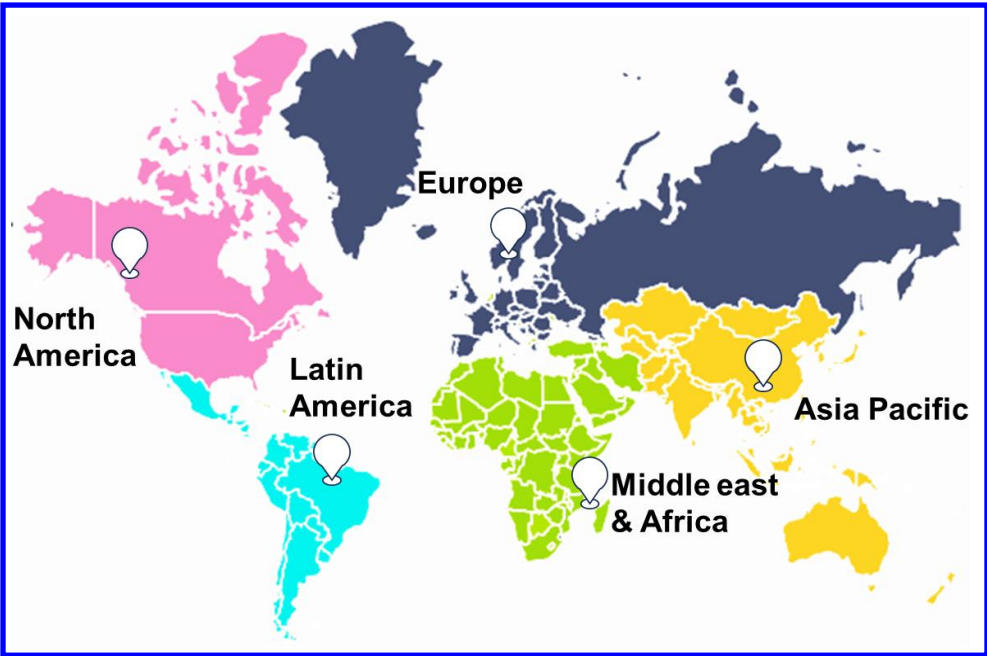 Europe
North
America
Latin
America
Asia Pacific
Middle east
& Africa